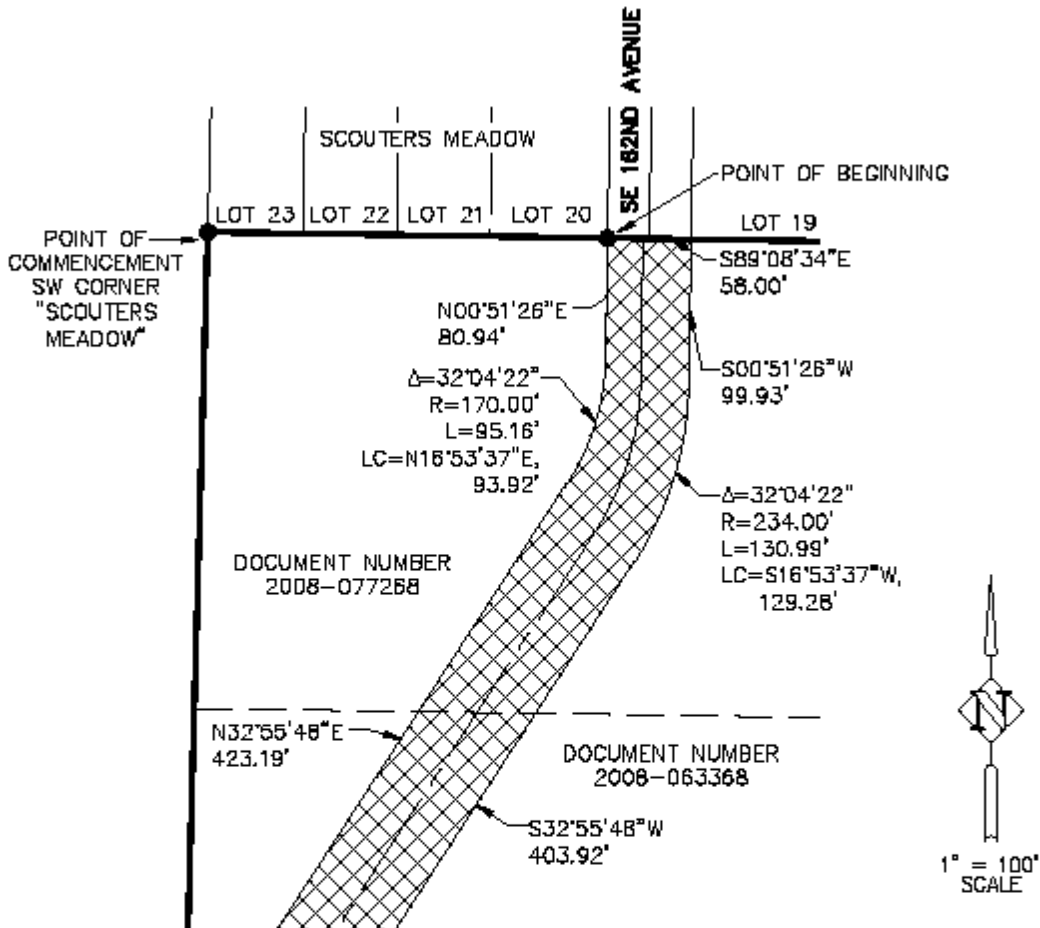 SE 162ND AVENUE
SCOUTERS MEADOW
POINT OF BEGINNING
LOT 23
LOT 22
LOT 21
LOT 20
LOT 19
POINT OF
COMMENCEMENT
SW CORNER
"SCOUTERS
MEADOW"
S89°08'34"E
58.00'
N00°51'26"E
80.94'
S00°51'26"W
99.93'
Δ=32°04'22"
R=170.00'
L=95.16'
LC=N16°53'37"E,
93.92'
Δ=32°04'22"
R=234.00'
L=130.99'
LC=S16°53'37"W,
129.28'
DOCUMENT NUMBER
2008-077268
N32°55'48"E
423.19'
DOCUMENT NUMBER
2008-063368
S32°55'48"W
403.92'
N
1" = 100'
SCALE